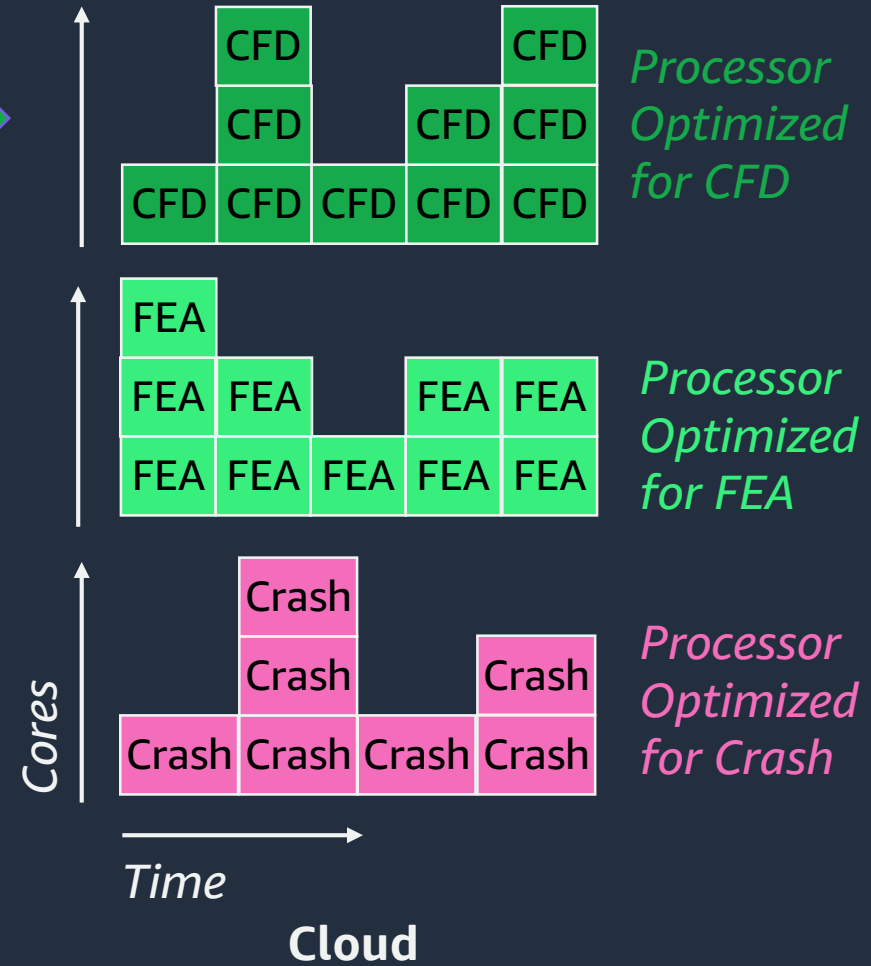 CFD CFD
CFD CFD CFD
CFD CFD CFD CFD CFD
Processor
Optimized
for CFD
FEA
FEA FEA FEA FEA
FEA FEA FEA FEA FEA
Processor
Optimized
for FEA
Crash
Crash Crash
Crash Crash Crash Crash
Processor
Optimized
for Crash
Cores
Time
Cloud